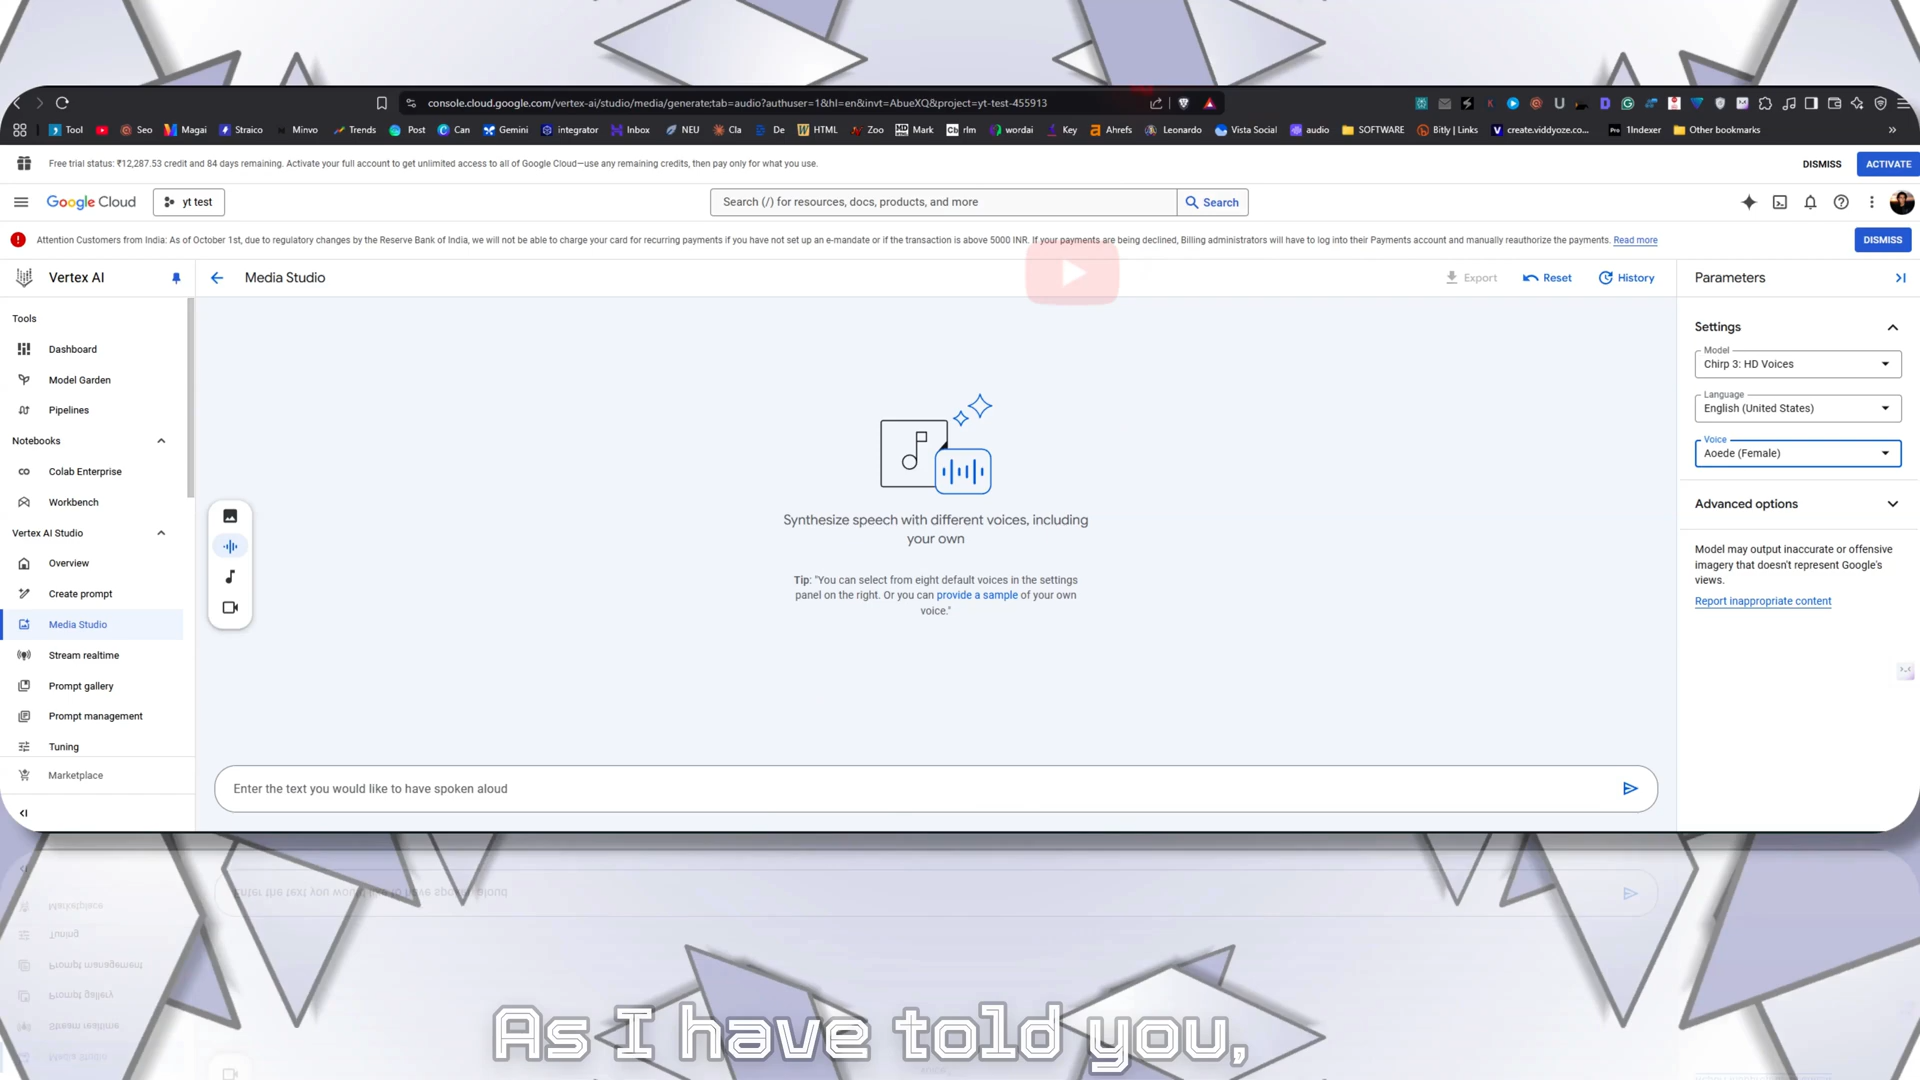 console.cloud.google.com/vertex-ai/studio/media/generate;tab=audio?authuser=1&hl=en&invt=AbueXQ&project=yt-test-455913
Tool
Seo
Magai
Straico
Minvo
Trends
Post
Can
Gemini
integrator
Inbox
NEU
Cla
De
HTML
Zoo
Mark
rlm
wordai
Key
Ahrefs
Leonardo
Vista Social
audio
SOFTWARE
Bitly | Links
create.viddyoze.co...
1Indexer
Other bookmarks
Free trial status: ₹12,287.53 credit and 84 days remaining. Activate your full account to get unlimited access to all of Google Cloud—use any remaining credits, then pay only for what you use.
DISMISS
ACTIVATE
Google Cloud
yt test
Search (/) for resources, docs, products, and more
Search
Attention Customers from India: As of October 1st, due to regulatory changes by the Reserve Bank of India, we will not be able to charge your card for recurring payments if you have not set up an e-mandate or if the transaction is above 5000 INR. If your payments are being declined, Billing administrators will have to log into their Payments account and manually reauthorize the payments. Read more
DISMISS
Vertex AI
Media Studio
Export
Reset
History
Parameters
Tools
Dashboard
Model Garden
Pipelines
Notebooks
Colab Enterprise
Workbench
Vertex AI Studio
Overview
Create prompt
Media Studio
Stream realtime
Prompt gallery
Prompt management
Tuning
Marketplace
Synthesize speech with different voices, including
your own
Tip: "You can select from eight default voices in the settings
panel on the right. Or you can provide a sample of your own
voice."
Enter the text you would like to have spoken aloud
Settings
Model
Chirp 3: HD Voices
Language
English (United States)
Voice
Aoede (Female)
Advanced options
Model may output inaccurate or offensive
imagery that doesn't represent Google's
views.
Report inappropriate content
As I have told you,